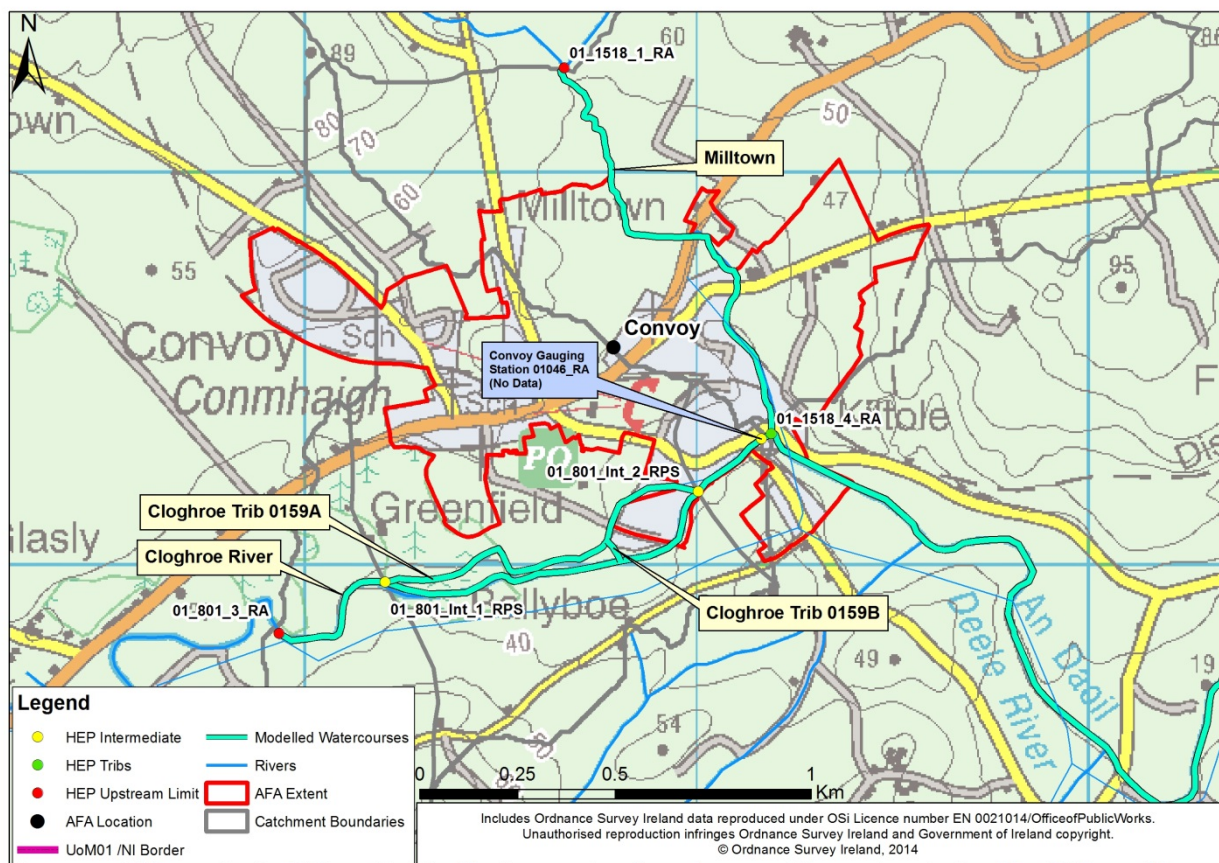 N
01_1518_1_RA
60
89
50
80
70
60
Milltown
Milltown
47
55
95
Convoy
Sch
Convoy
Conmhaigh
Convoy Gauging
Station 01046_RA
(No Data)
01_1518_4_RA
PO
01_801_Int_2_RPS
Greenfield
Cloghroe Trib 0159A
Cloghroe River
01_801_3_RA
01_801_Int_1_RPS
Cloghroe Trib 0159B
40
49
54
50
19
Deele River
An Daoil
Legend
HEP Intermediate
HEP Tribs
HEP Upstream Limit
AFA Location
UoM01 /NI Border
Modelled Watercourses
Rivers
AFA Extent
Catchment Boundaries
0 0.25 0.5 1
Km
Includes Ordnance Survey Ireland data reproduced under OSi Licence number EN 0021014/OfficeofPublicWorks.
Unauthorised reproduction infringes Ordnance Survey Ireland and Government of Ireland copyright.
© Ordnance Survey Ireland, 2014